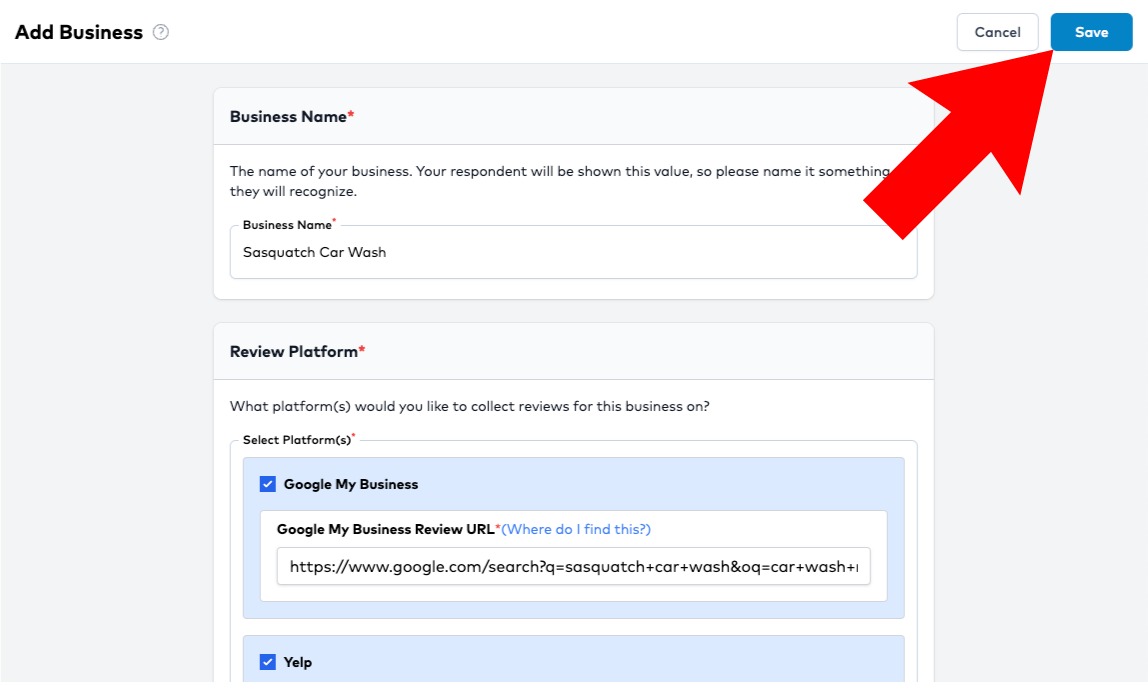 Add Business ?
Cancel
Save
Business Name*
The name of your business. Your respondent will be shown this value, so please name it something
they will recognize.
Business Name*
Sasquatch Car Wash
Review Platform*
What platform(s) would you like to collect reviews for this business on?
Select Platform(s)*
Google My Business
Google My Business Review URL*(Where do I find this?)
https://www.google.com/search?q=sasquatch+car+wash&oq=car+wash+
Yelp